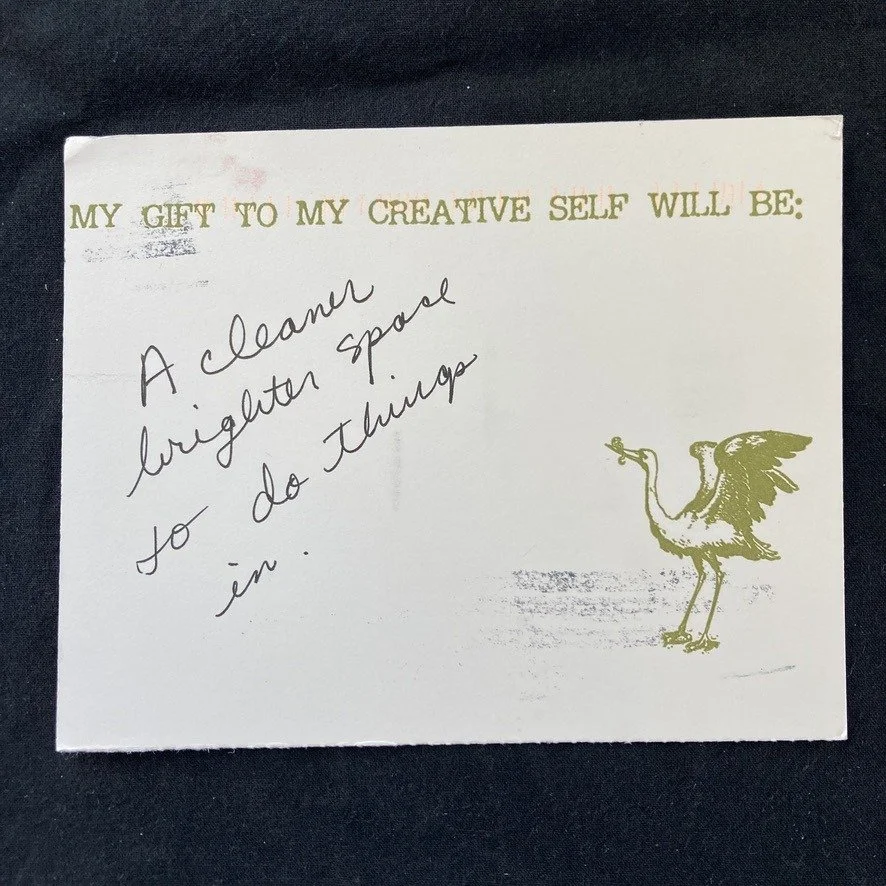 MY GIFT TO MY CREATIVE SELF WILL BE:
A cleaner
brighter space
to do things
in.